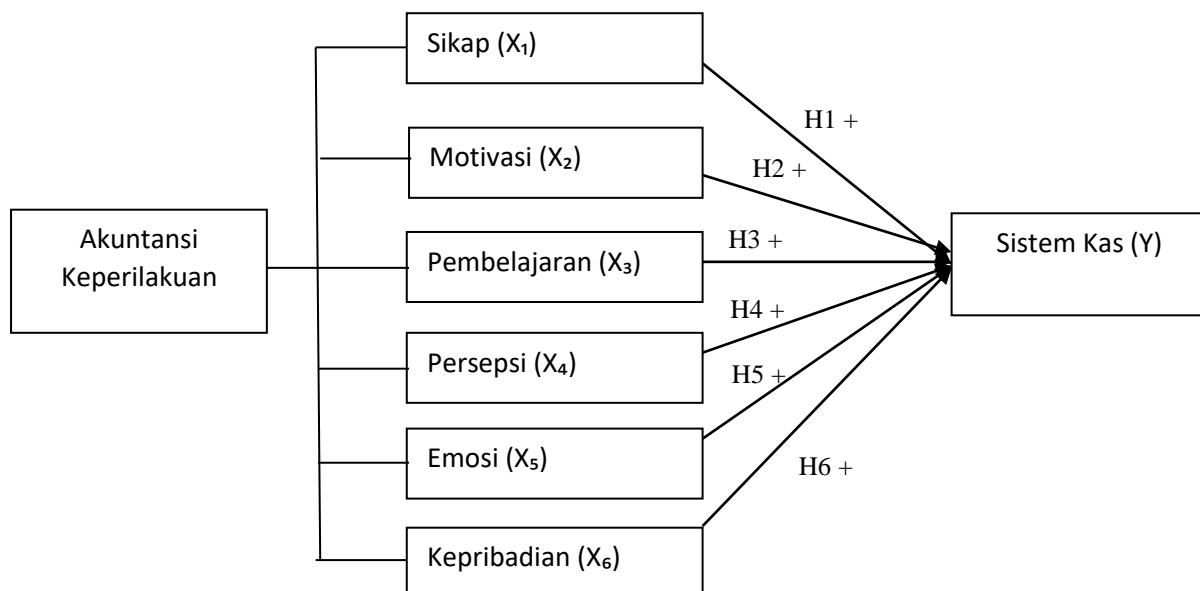 Sikap (X₁)
H1 +
Motivasi (X₂)
H2 +
Akuntansi
Keperilakuan
Pembelajaran (X₃)
H3 +
Sistem Kas (Y)
Persepsi (X₄)
H4 +
Emosi (X₅)
H5 +
Kepribadian (X₆)
H6 +